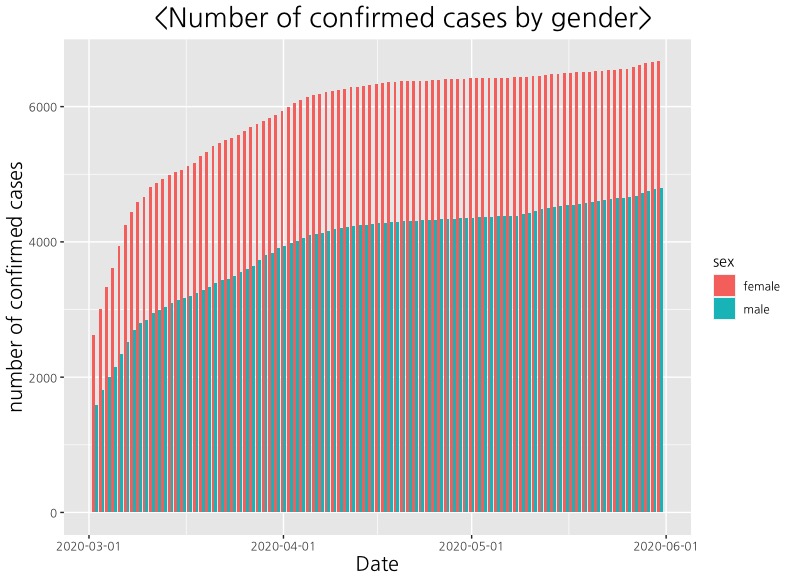 <Number of confirmed cases by gender>
number of confirmed cases
6000
4000
2000
0
2020-03-01
2020-04-01
2020-05-01
2020-06-01
Date
sex
female
male